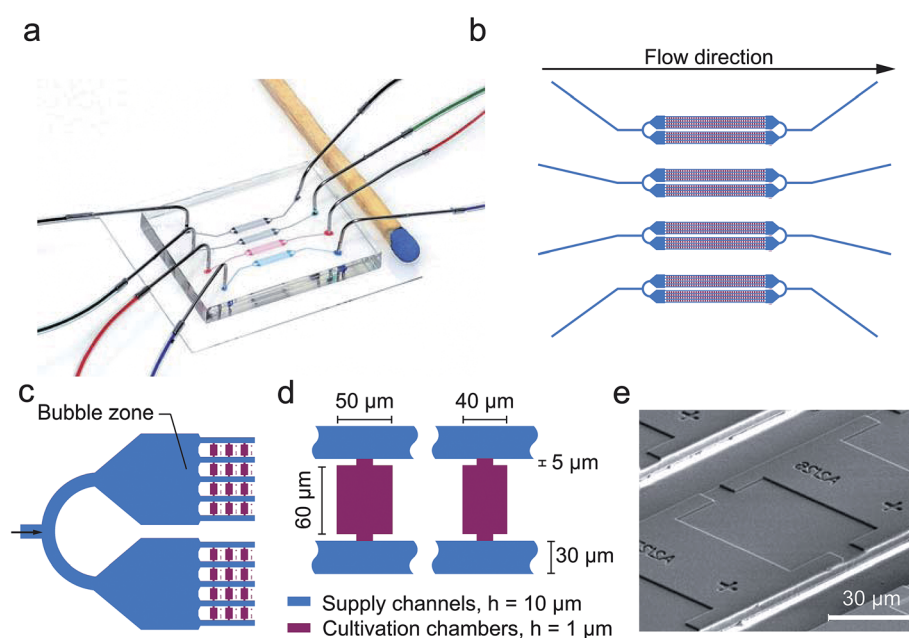 a
b
Flow direction
c
Bubble zone
d
50 µm
40 µm
5 µm
60 µm
30 µm
Supply channels, h = 10 µm
Cultivation chambers, h = 1 µm
e
30 µm